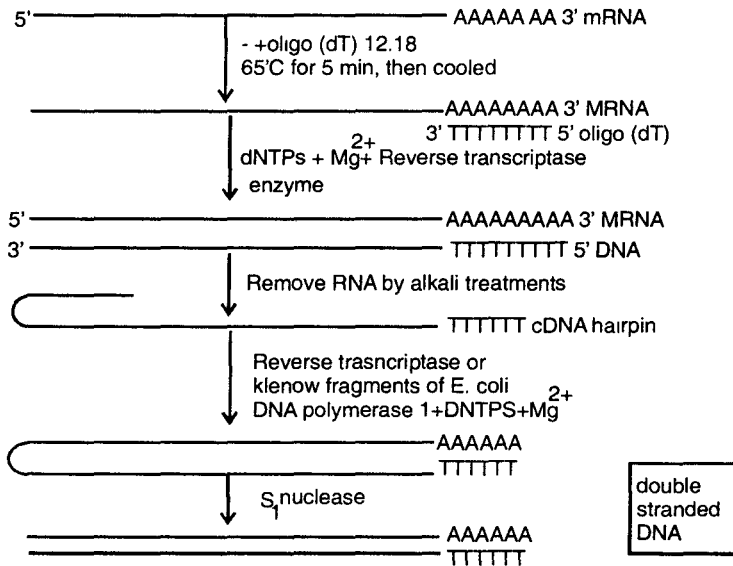 5' AAAAA AA 3' mRNA
- +oligo (dT) 12.18
65'C for 5 min, then cooled
AAAAAAAA 3' MRNA
3' TTTTTTTT 5' oligo (dT)
dNTPs + Mg2+ + Reverse transcriptase
enzyme
5' AAAAAAAAA 3' MRNA
3' TTTTTTTTT 5' DNA
Remove RNA by alkali treatments
TTTTTT cDNA hairpin
Reverse trasncriptase or
klenow fragments of E. coli
DNA polymerase 1+DNTPS+Mg2+
AAAAAA
TTTTTT
S1 nuclease
AAAAAA
TTTTTT
double
stranded
DNA